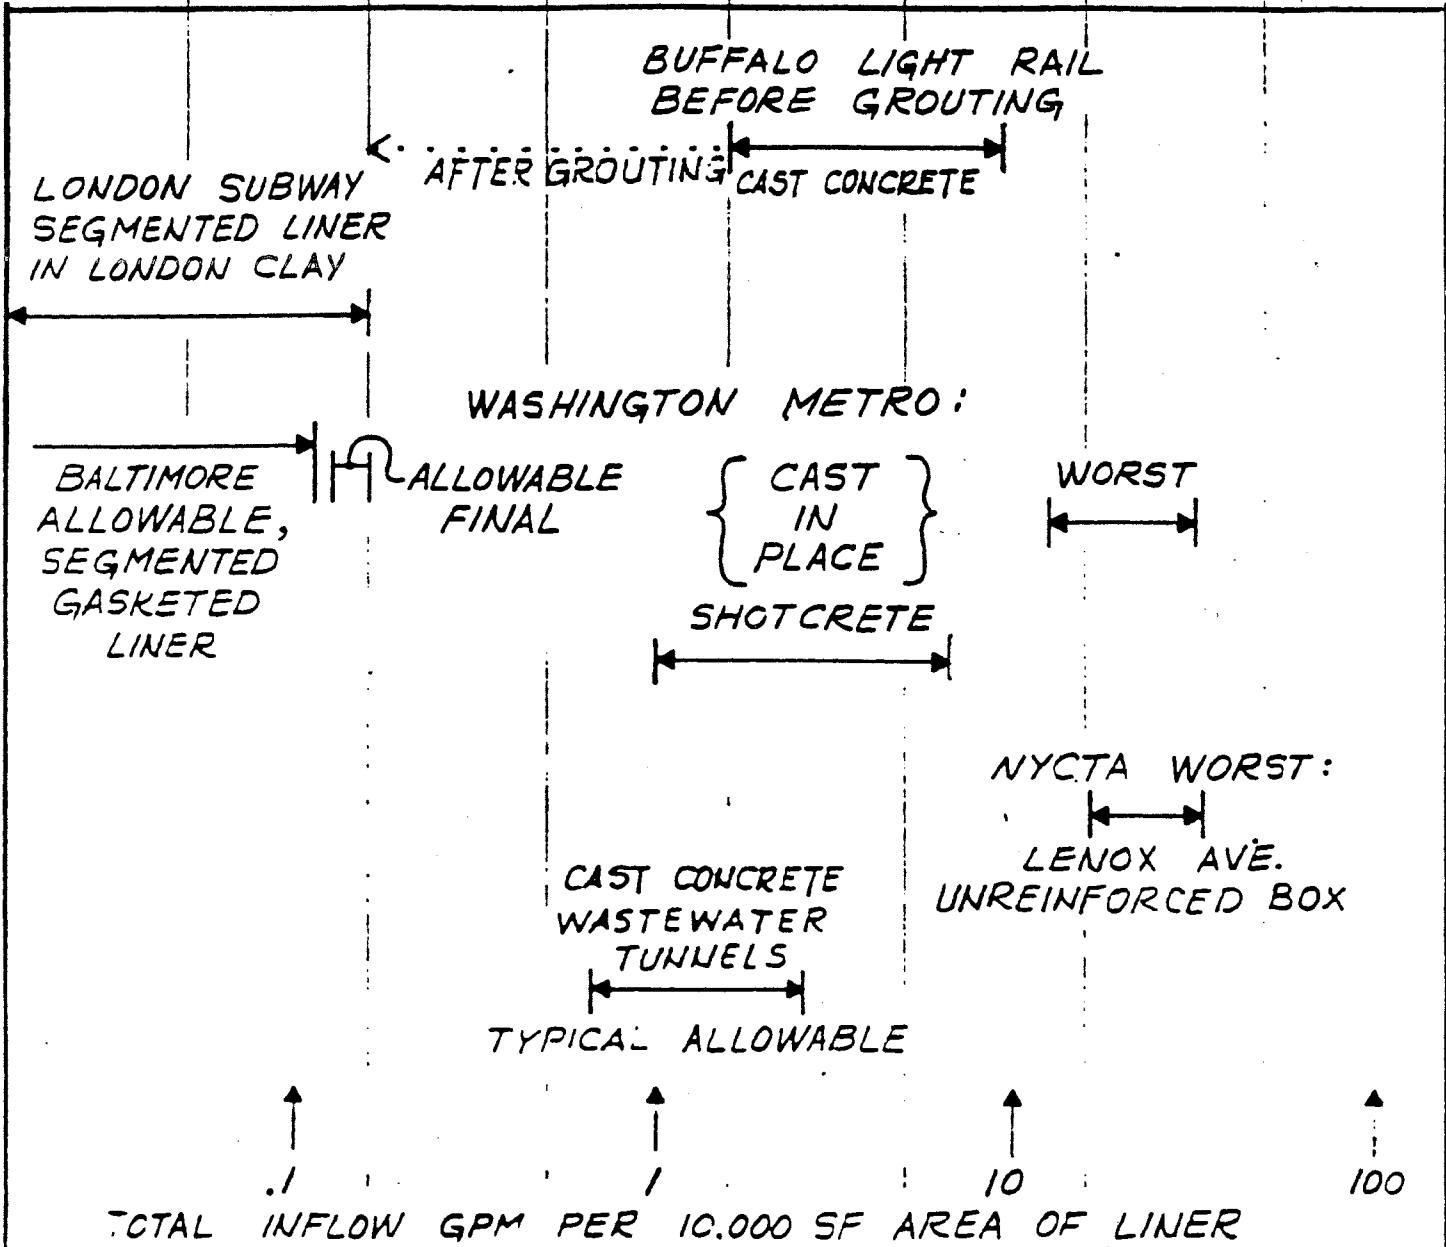 BUFFALO LIGHT RAIL
BEFORE GROUTING
AFTER GROUTING
CAST CONCRETE
LONDON SUBWAY
SEGMENTED LINER
IN LONDON CLAY
WASHINGTON METRO:
BALTIMORE
ALLOWABLE,
SEGMENTED
GASKETED
LINER
ALLOWABLE
FINAL
CAST
IN
PLACE
WORST
SHOTCRETE
NYCTA WORST:
LENOX AVE.
UNREINFORCED BOX
CAST CONCRETE
WASTEWATER
TUNNELS
TYPICAL ALLOWABLE
.1 1 10 100
TOTAL INFLOW GPM PER 10.000 SF AREA OF LINER